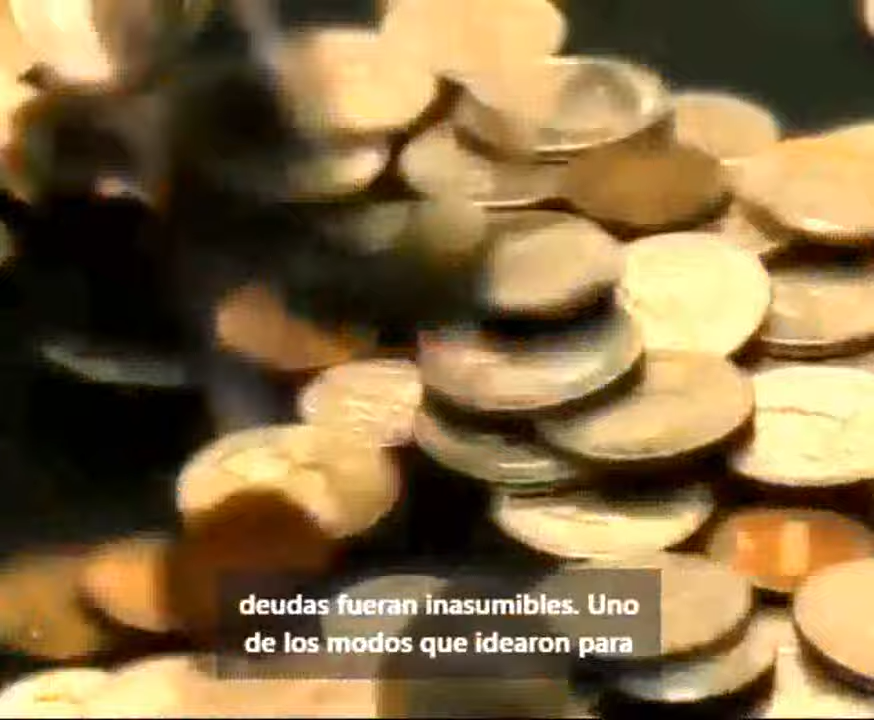 deudas fueran inasumibles. Uno
de los modos que idearon para